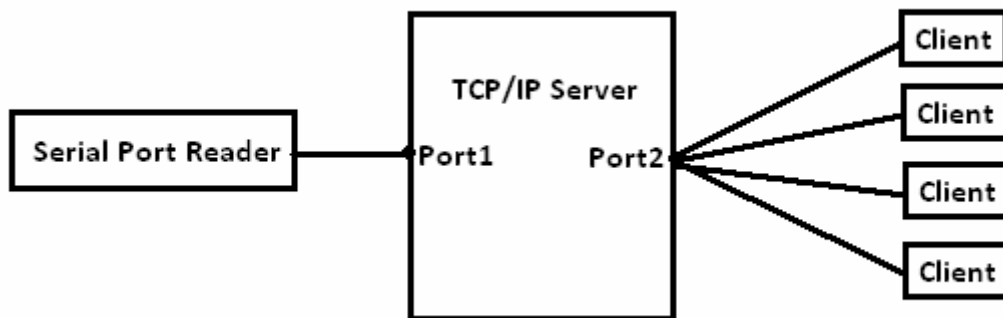 Client
TCP/IP Server
Client
Serial Port Reader
Port1
Port2
Client
Client